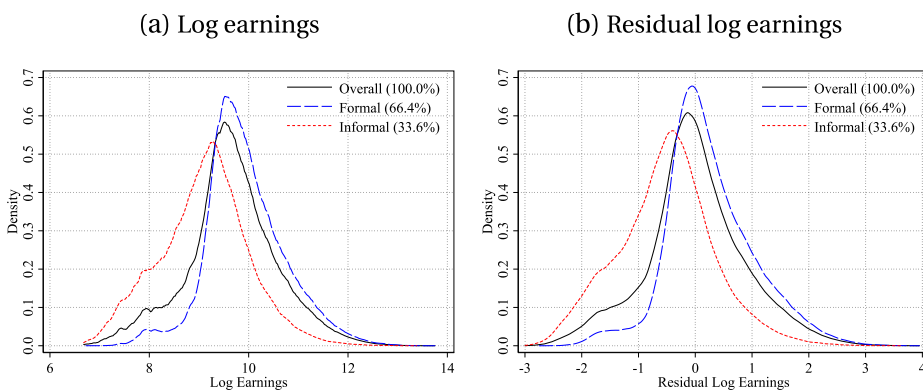 (a) Log earnings
0.7
0.6
0.5
0.4
0.3
0.2
0.1
0.0
Density
Overall (100.0%)
Formal (66.4%)
Informal (33.6%)
6 8 10 12 14
Log Earnings
(b) Residual log earnings
0.7
0.6
0.5
0.4
0.3
0.2
0.1
0.0
Density
Overall (100.0%)
Formal (66.4%)
Informal (33.6%)
-3 -2 -1 0 1 2 3 4
Residual Log Earnings